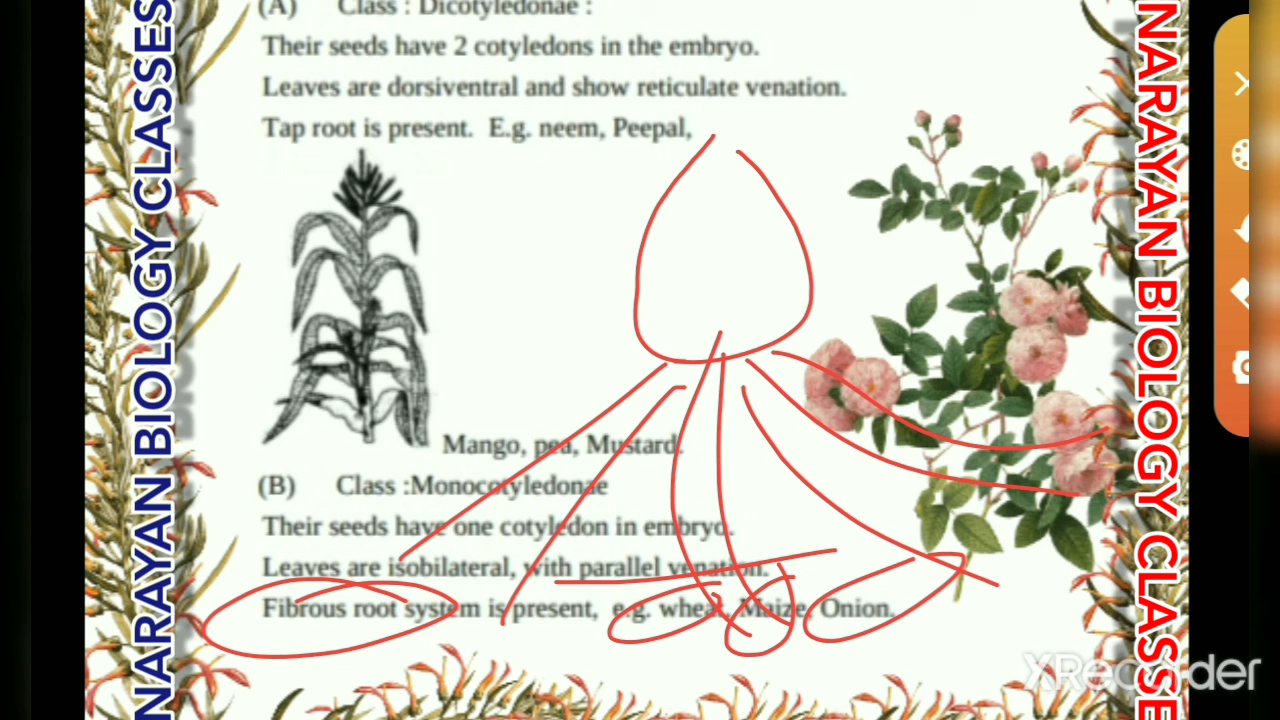 (A) Class : Dicotyledonae :
Their seeds have 2 cotyledons in the embryo.
Leaves are dorsiventral and show reticulate venation.
Tap root is present. E.g. neem, Peepal,
Mango, pea, Mustard.
(B) Class :Monocotyledonae
Their seeds have one cotyledon in embryo.
Leaves are isobilateral, with parallel venation.
Fibrous root system is present, e.g. wheat, Maize, Onion.
NARAYAN BIOLOGY CLASSES
NARAYAN BIOLOGY CLASSE
XRecorder